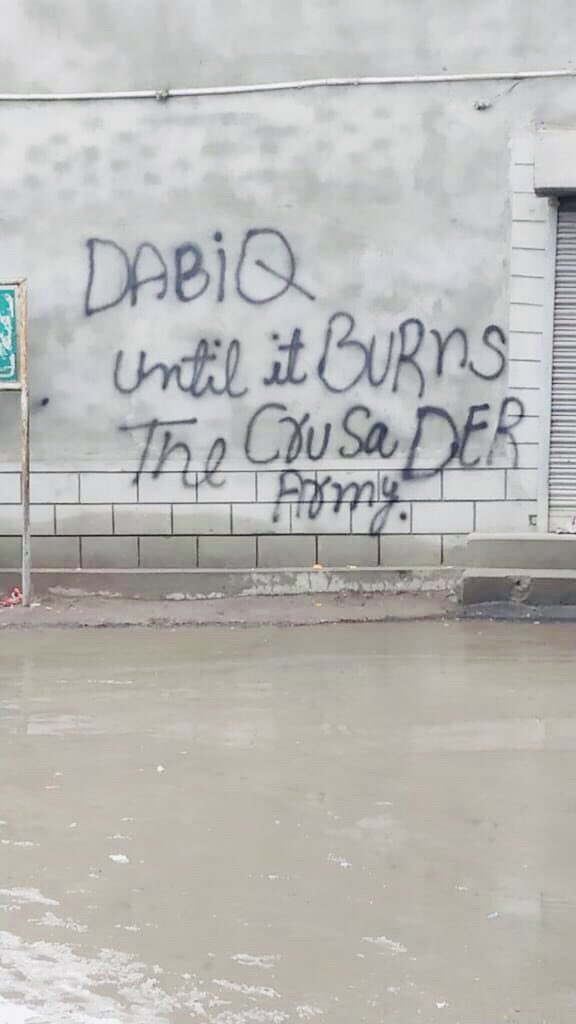 DABiQ
until it BURNS
The CruSaDER
Army.